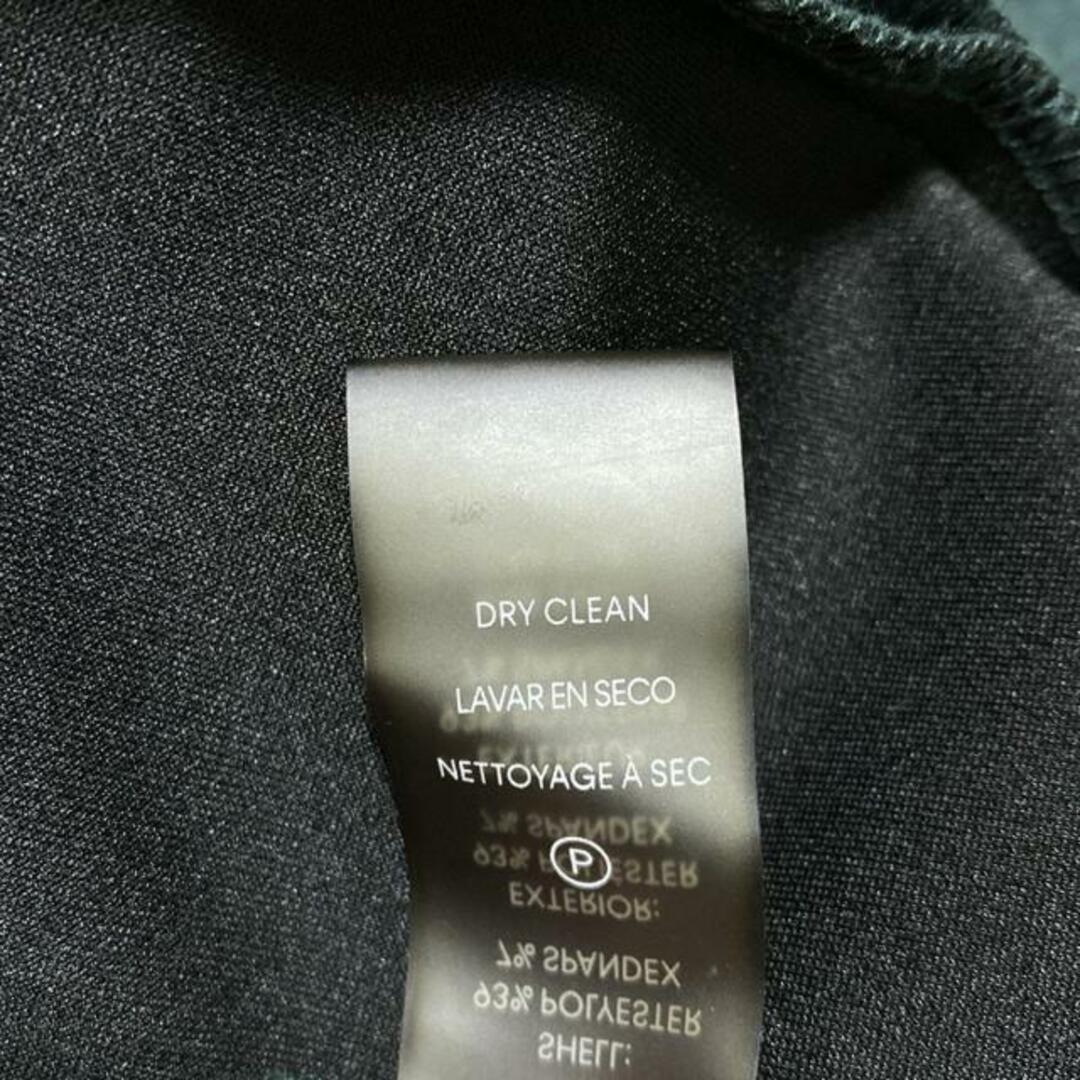 DRY CLEAN
LAVAR EN SECO
NETTOYAGE À SEC
P
7% SPANDEX
93% POLYESTER
EXTERIOR:
7% SPANDEX
93% POLYESTER
SHELL: